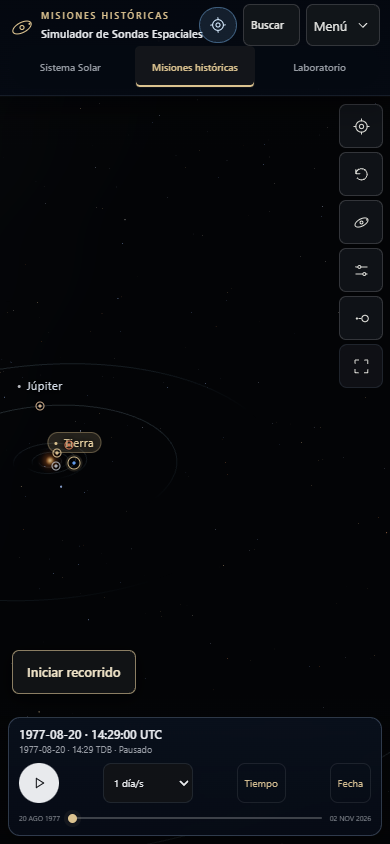 MISIONES HISTÓRICAS
Simulador de Sondas Espaciales
Buscar
Menú
Sistema Solar
Misiones históricas
Laboratorio
Júpiter
Tierra
Iniciar recorrido
1977-08-20 · 14:29:00 UTC
1977-08-20 · 14:29 TDB · Pausado
1 día/s
Tiempo
Fecha
20 AGO 1977
02 NOV 2026